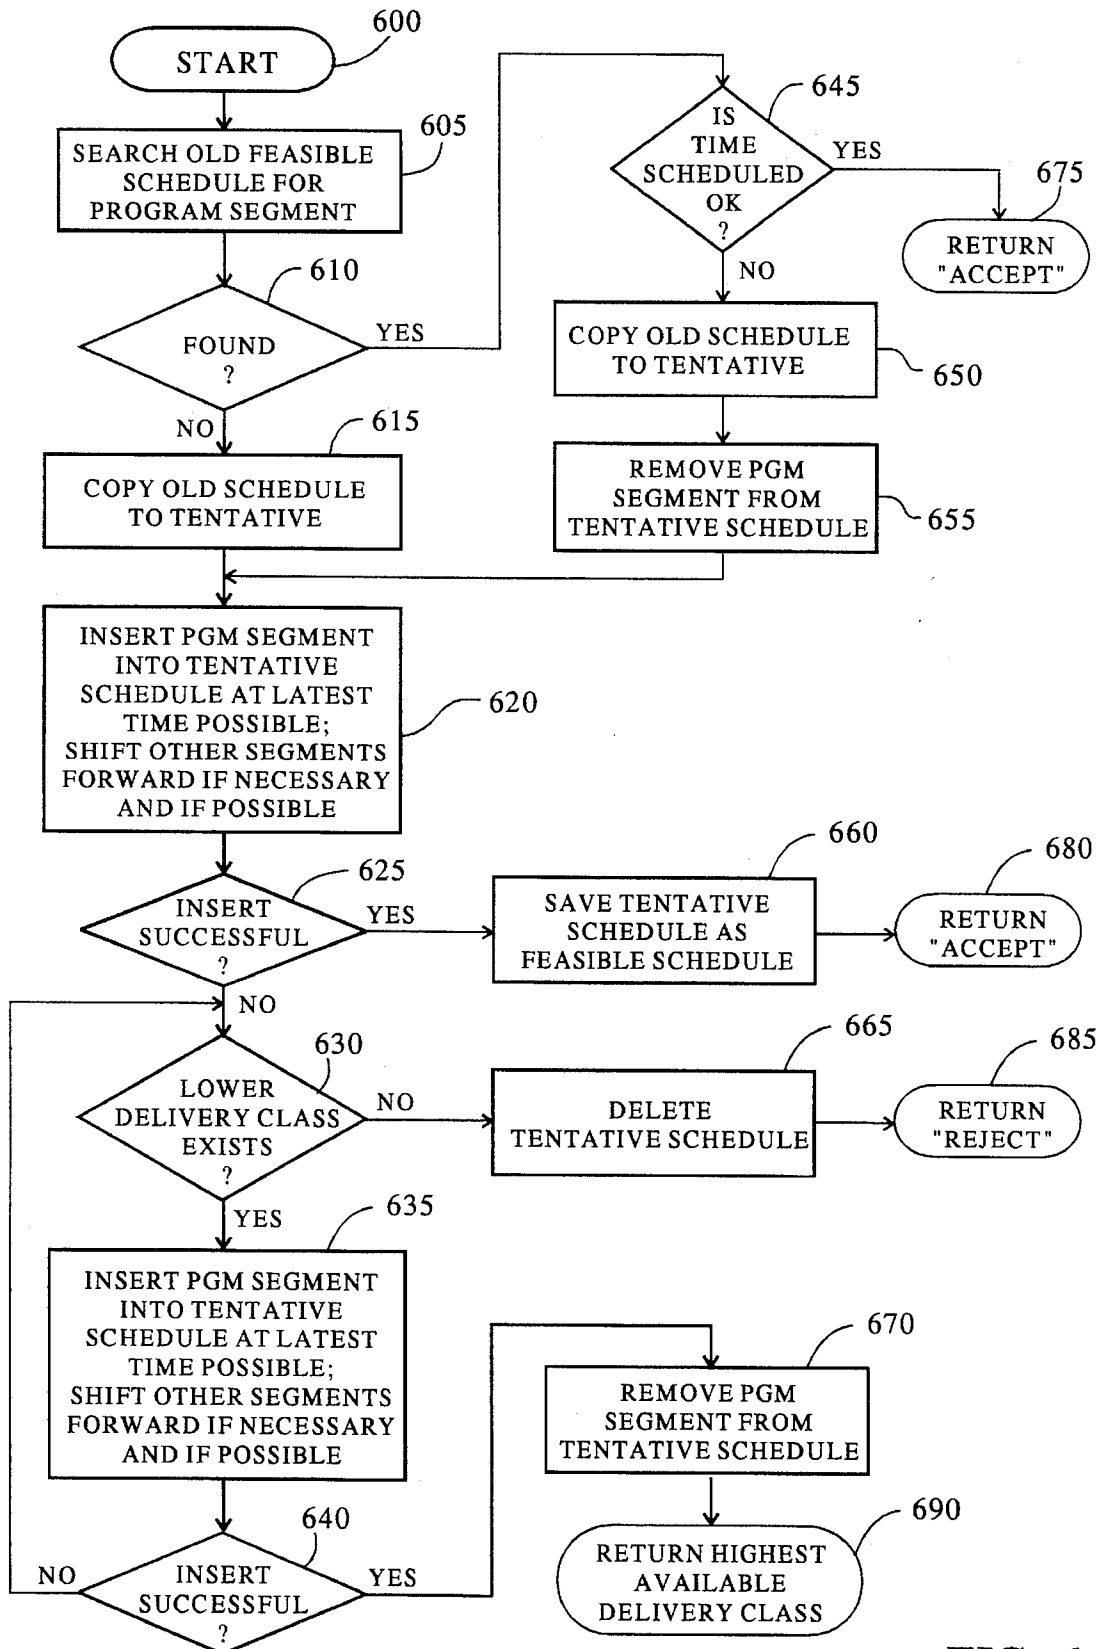 600
START
605
SEARCH OLD FEASIBLE
SCHEDULE FOR
PROGRAM SEGMENT
610
FOUND
?
YES
NO
615
COPY OLD SCHEDULE
TO TENTATIVE
645
IS
TIME
SCHEDULED
OK
?
YES
675
RETURN
"ACCEPT"
NO
COPY OLD SCHEDULE
TO TENTATIVE
650
REMOVE PGM
SEGMENT FROM
TENTATIVE SCHEDULE
655
INSERT PGM SEGMENT
INTO TENTATIVE
SCHEDULE AT LATEST
TIME POSSIBLE;
SHIFT OTHER SEGMENTS
FORWARD IF NECESSARY
AND IF POSSIBLE
620
625
INSERT
SUCCESSFUL
?
YES
660
SAVE TENTATIVE
SCHEDULE AS
FEASIBLE SCHEDULE
680
RETURN
"ACCEPT"
NO
630
LOWER
DELIVERY CLASS
EXISTS
?
NO
665
DELETE
TENTATIVE SCHEDULE
685
RETURN
"REJECT"
YES
635
INSERT PGM SEGMENT
INTO TENTATIVE
SCHEDULE AT LATEST
TIME POSSIBLE;
SHIFT OTHER SEGMENTS
FORWARD IF NECESSARY
AND IF POSSIBLE
640
NO
INSERT
SUCCESSFUL
?
YES
670
REMOVE PGM
SEGMENT FROM
TENTATIVE SCHEDULE
690
RETURN HIGHEST
AVAILABLE
DELIVERY CLASS